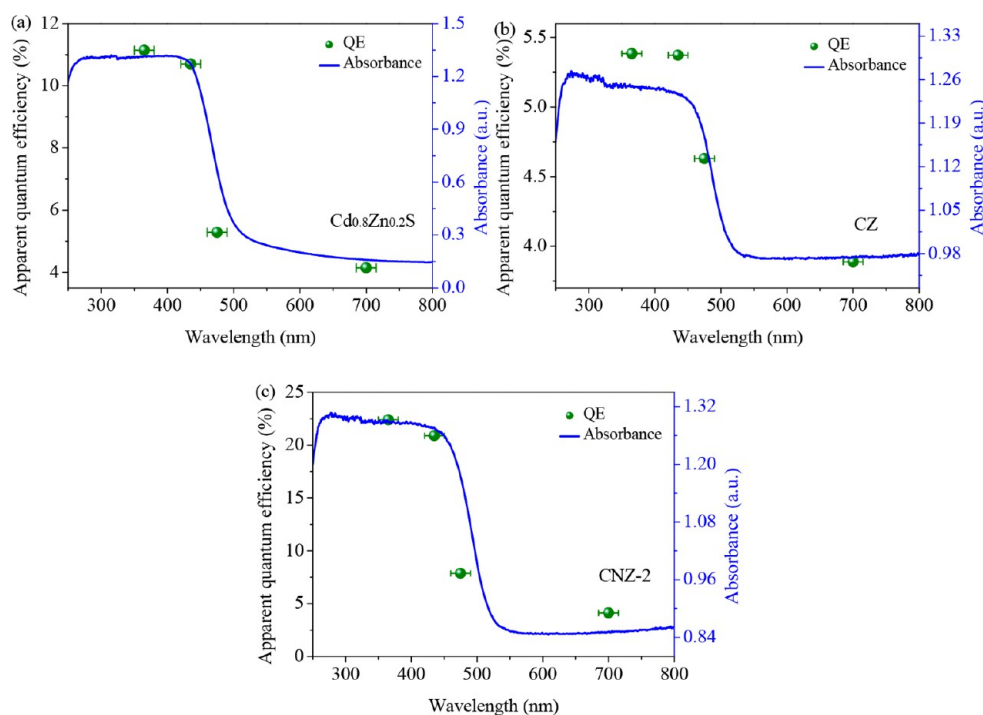 (a)
12
10
8
6
4
Apparent quantum efficiency (%)
QE
Absorbance
Cd0.8Zn0.2S
1.5
1.2
0.9
0.6
0.3
0.0
Absorbance (a.u.)
300 400 500 600 700 800
Wavelength (nm)
(b)
5.5
5.0
4.5
4.0
Apparent quantum efficiency (%)
QE
Absorbance
CZ
1.33
1.26
1.19
1.12
1.05
0.98
Absorbance (a.u.)
300 400 500 600 700 800
Wavelength (nm)
(c)
25
20
15
10
5
0
Apparent quantum efficiency (%)
QE
Absorbance
CNZ-2
1.32
1.20
1.08
0.96
0.84
Absorbance (a.u.)
300 400 500 600 700 800
Wavelength (nm)